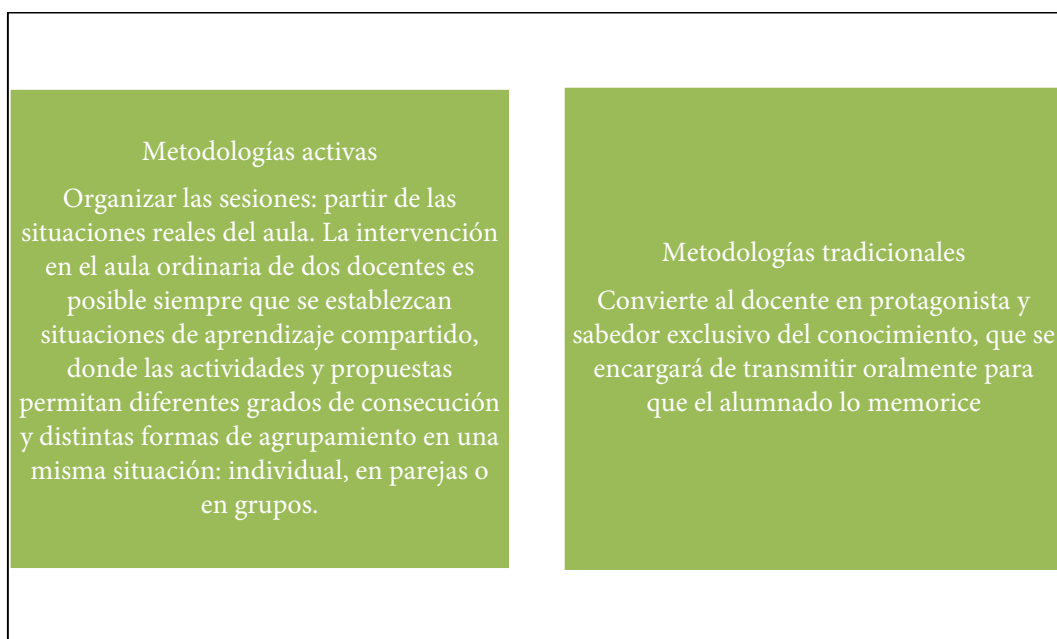 Metodologías activas
Organizar las sesiones: partir de las
situaciones reales del aula. La intervención
en el aula ordinaria de dos docentes es
posible siempre que se establezcan
situaciones de aprendizaje compartido,
donde las actividades y propuestas
permitan diferentes grados de consecución
y distintas formas de agrupamiento en una
misma situación: individual, en parejas o
en grupos.
Metodologías tradicionales
Convierte al docente en protagonista y
sabedor exclusivo del conocimiento, que se
encargará de transmitir oralmente para
que el alumnado lo memorice